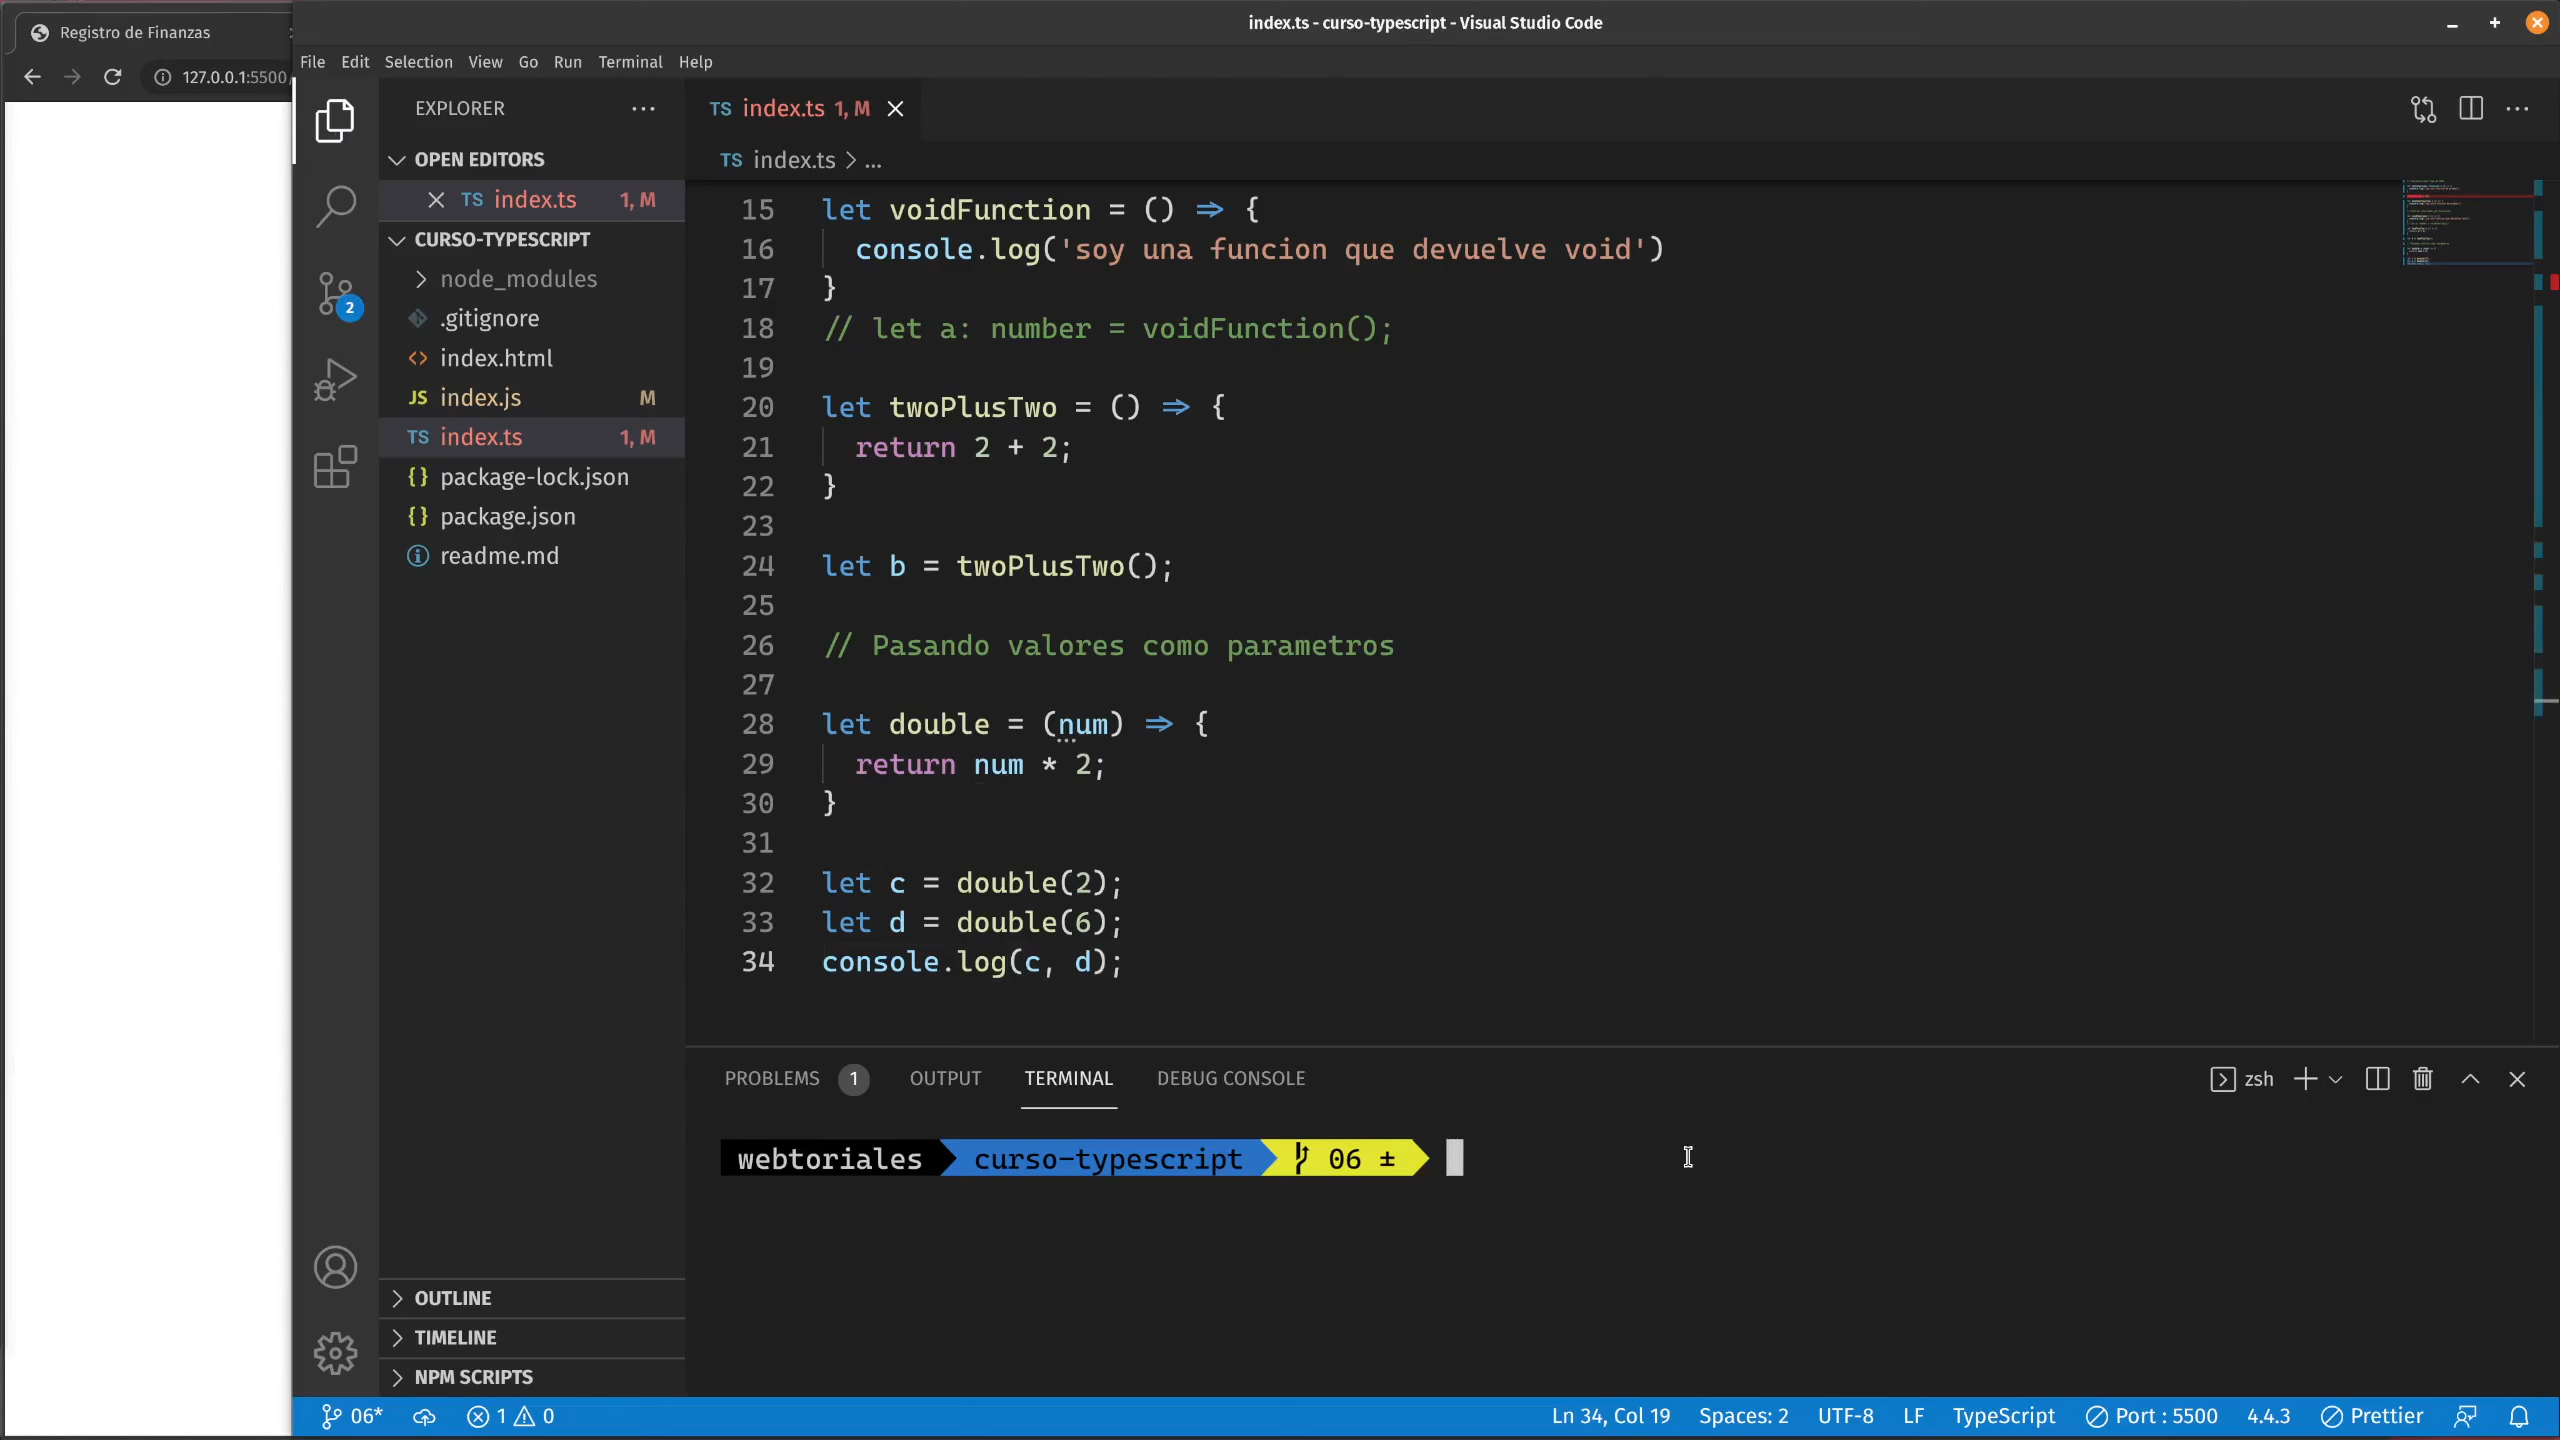 Registro de Finanzas
127.0.0.1:5500/
index.ts - curso-typescript - Visual Studio Code
File Edit Selection View Go Run Terminal Help
EXPLORER
OPEN EDITORS
TS index.ts 1, M
CURSO-TYPESCRIPT
node_modules
.gitignore
index.html
JS index.js M
TS index.ts 1, M
package-lock.json
package.json
readme.md
OUTLINE
TIMELINE
NPM SCRIPTS
2
TS index.ts 1, M
TS index.ts > ...
15 let voidFunction = () => {
16 console.log('soy una funcion que devuelve void')
17 }
18 // let a: number = voidFunction();
19
20 let twoPlusTwo = () => {
21 return 2 + 2;
22 }
23
24 let b = twoPlusTwo();
25
26 // Pasando valores como parametros
27
28 let double = (num) => {
29 return num * 2;
30 }
31
32 let c = double(2);
33 let d = double(6);
34 console.log(c, d);
PROBLEMS 1 OUTPUT TERMINAL DEBUG CONSOLE
zsh
webtoriales curso-typescript 06 ±
06* 1 0 Ln 34, Col 19 Spaces: 2 UTF-8 LF TypeScript Port : 5500 4.4.3 Prettier